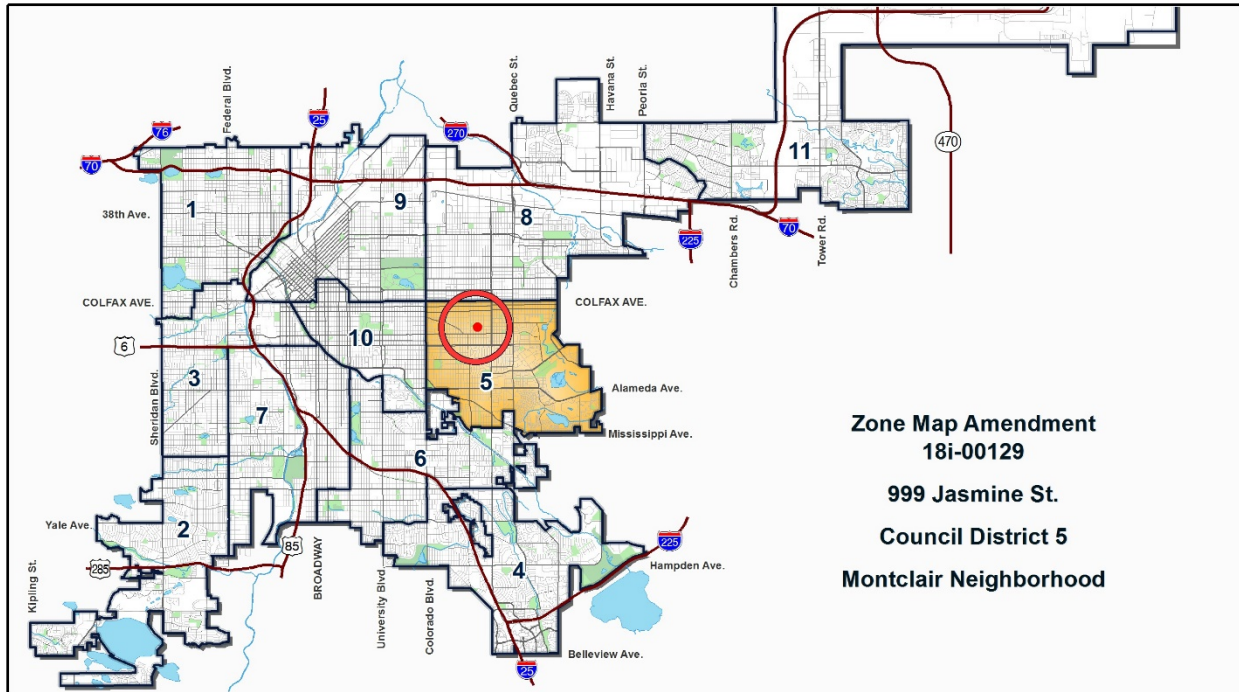 Federal Blvd.
Quebec St.
Havana St.
Peoria St.
76
25
270
70
470
11
1
9
8
38th Ave.
225
Chambers Rd.
70
Tower Rd.
COLFAX AVE.
COLFAX AVE.
10
6
3
5
Alameda Ave.
Sheridan Blvd.
7
Mississippi Ave.
6
Zone Map Amendment
18i-00129
999 Jasmine St.
Council District 5
Montclair Neighborhood
Yale Ave.
2
85
285
BROADWAY
University Blvd.
Colorado Blvd.
4
225
Hampden Ave.
Kipling St.
Belleview Ave.
25